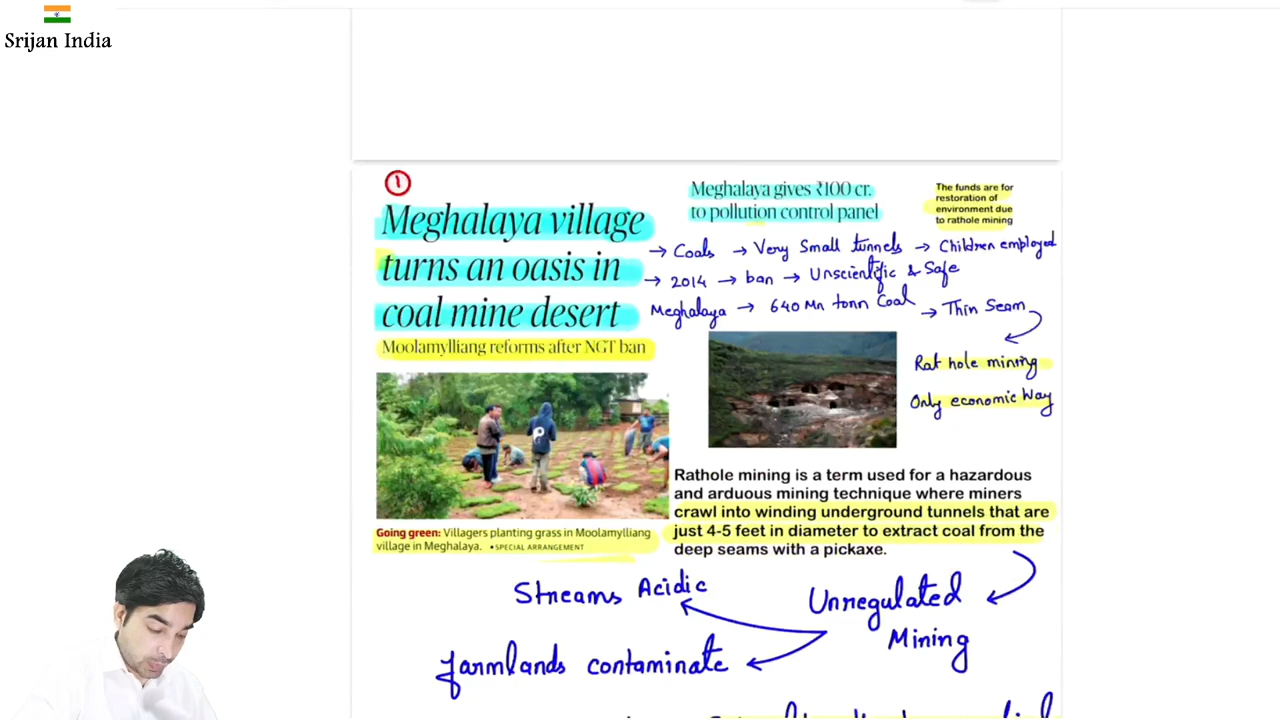 Srijan India
1
Meghalaya village
turns an oasis in
coal mine desert
Moolamylliang reforms after NGT ban
Going green: Villagers planting grass in Moolamylliang
village in Meghalaya. •SPECIAL ARRANGEMENT
Meghalaya gives ₹100 cr.
to pollution control panel
The funds are for
restoration of
environment due
to rathole mining
→ Coals → Very Small tunnels → Children employed
→ 2014 → ban → Unscientific & Safe
Meghalaya → 640 Mn tonn Coal → Thin Seam
Rat hole mining
Only economic Way
Rathole mining is a term used for a hazardous
and arduous mining technique where miners
crawl into winding underground tunnels that are
just 4-5 feet in diameter to extract coal from the
deep seams with a pickaxe.
Streams Acidic
Unregulated
Mining
farmlands contaminate